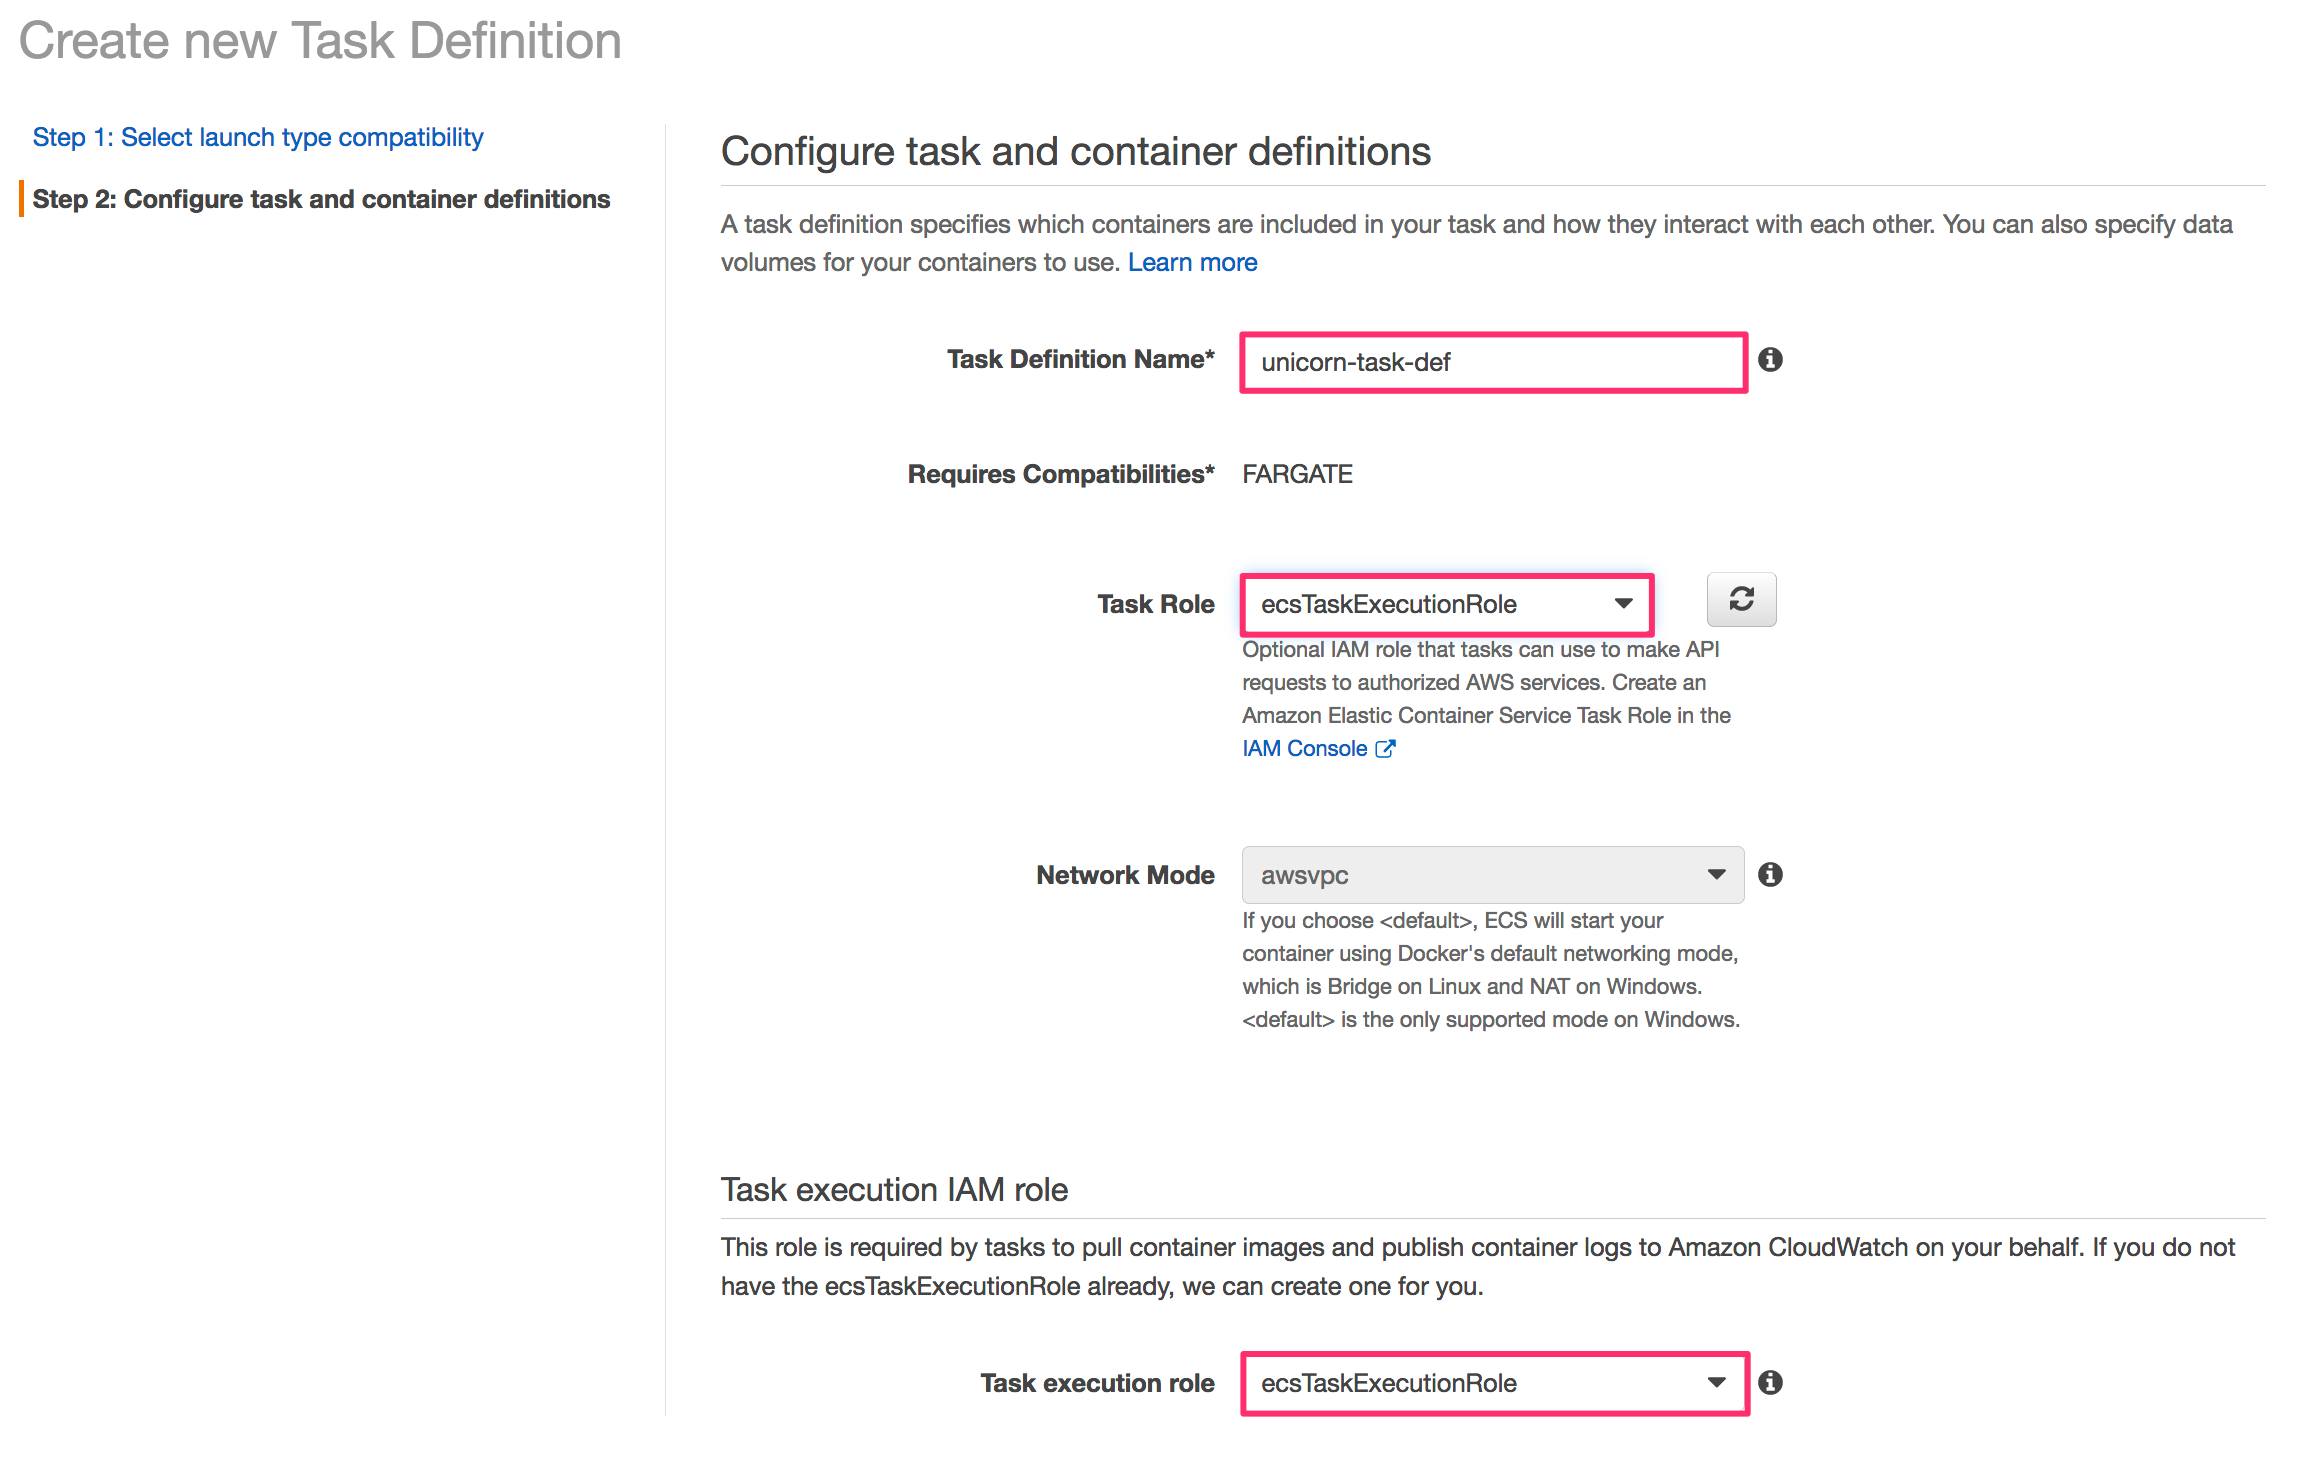 Create new Task Definition
Step 1: Select launch type compatibility
Step 2: Configure task and container definitions
Configure task and container definitions
A task definition specifies which containers are included in your task and how they interact with each other. You can also specify data
volumes for your containers to use. Learn more
Task Definition Name* unicorn-task-def
Requires Compatibilities* FARGATE
Task Role ecsTaskExecutionRole
Optional IAM role that tasks can use to make API
requests to authorized AWS services. Create an
Amazon Elastic Container Service Task Role in the
IAM Console
Network Mode awsvpc
If you choose <default>, ECS will start your
container using Docker's default networking mode,
which is Bridge on Linux and NAT on Windows.
<default> is the only supported mode on Windows.
Task execution IAM role
This role is required by tasks to pull container images and publish container logs to Amazon CloudWatch on your behalf. If you do not
have the ecsTaskExecutionRole already, we can create one for you.
Task execution role ecsTaskExecutionRole